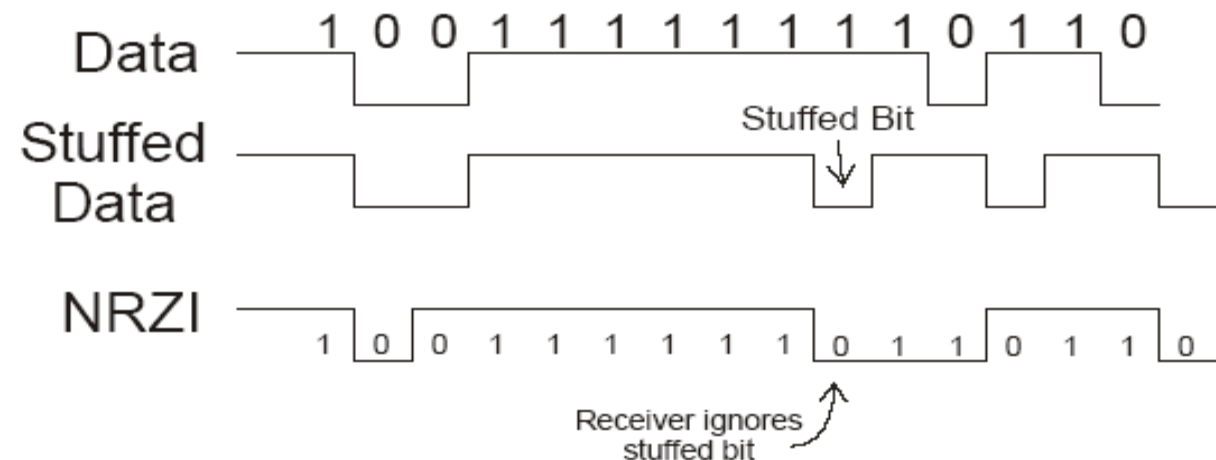 Data 1 0 0 1 1 1 1 1 1 1 1 0 1 1 0
Stuffed Bit
Stuffed
Data
NRZI
1 0 0 1 1 1 1 1 1 0 1 1 0 1 1 0
Receiver ignores
stuffed bit